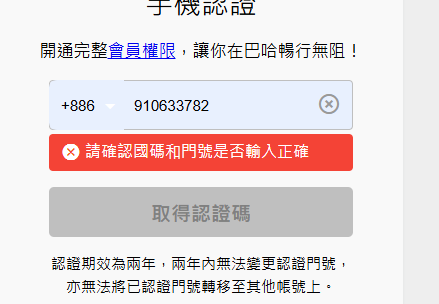 手機認證
開通完整會員權限，讓你在巴哈暢行無阻！
+886 910633782
請確認國碼和門號是否輸入正確
取得認證碼
認證期效為兩年，兩年內無法變更認證門號，
亦無法將已認證門號轉移至其他帳號上。